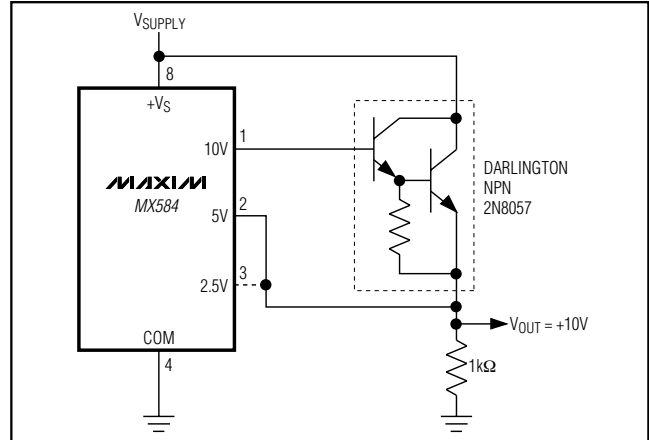 VSUPPLY
8
+VS
10V
1
MAXIM
MX584
5V
2
2.5V
3
COM
4
DARLINGTON
NPN
2N8057
VOUT = +10V
1kΩ